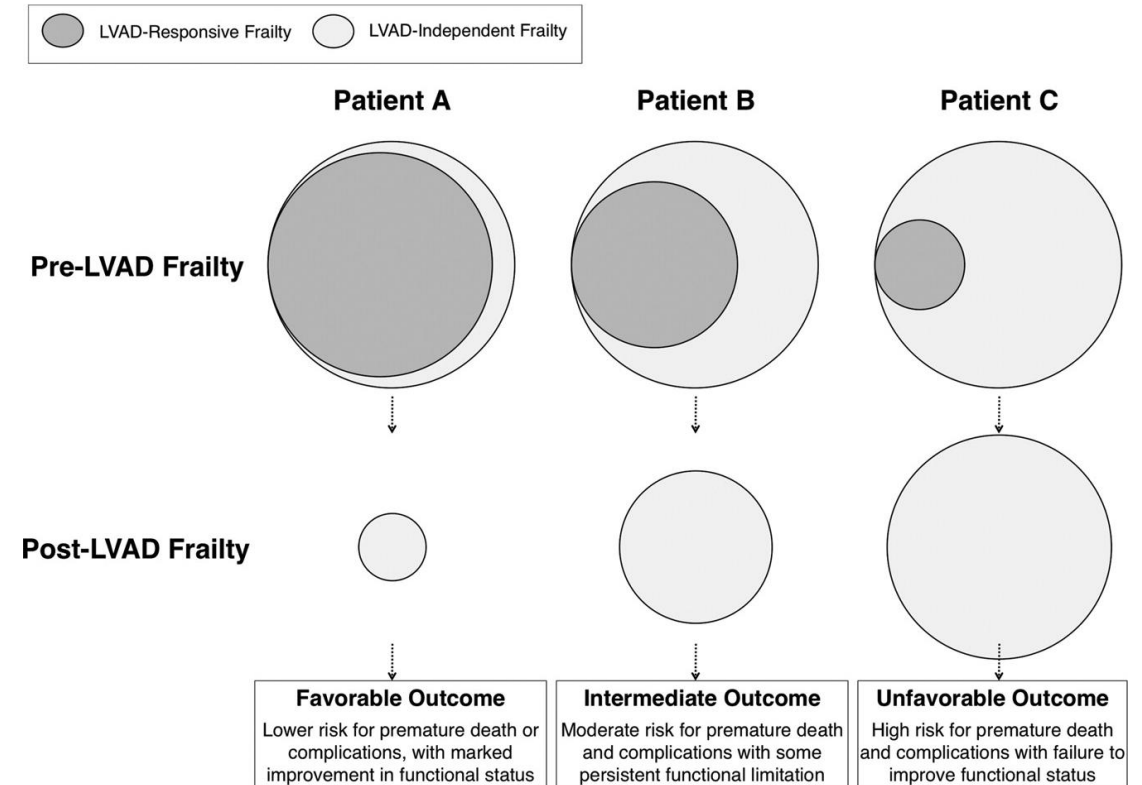 LVAD-Responsive Frailty
LVAD-Independent Frailty
Patient A
Patient B
Patient C
Pre-LVAD Frailty
Post-LVAD Frailty
Favorable Outcome
Lower risk for premature death or
complications, with marked
improvement in functional status
Intermediate Outcome
Moderate risk for premature death
and complications with some
persistent functional limitation
Unfavorable Outcome
High risk for premature death
and complications with failure to
improve functional status